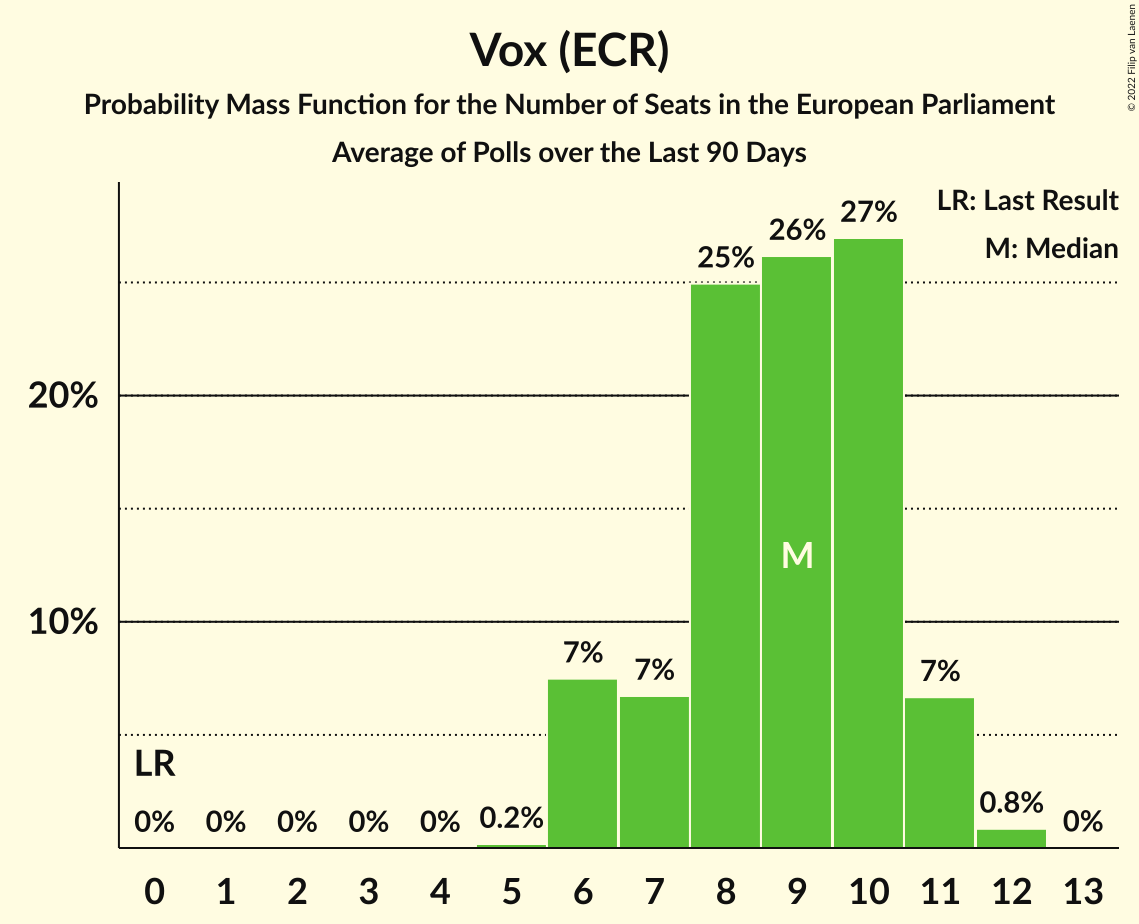 Vox (ECR)
Probability Mass Function for the Number of Seats in the European Parliament
Average of Polls over the Last 90 Days
© 2022 Filip van Laenen
LR: Last Result
M: Median
27%
26%
25%
20%
M
10%
7%
7%
7%
LR
0%
0%
0%
0%
0%
0.2%
0.8%
0%
0 1 2 3 4 5 6 7 8 9 10 11 12 13